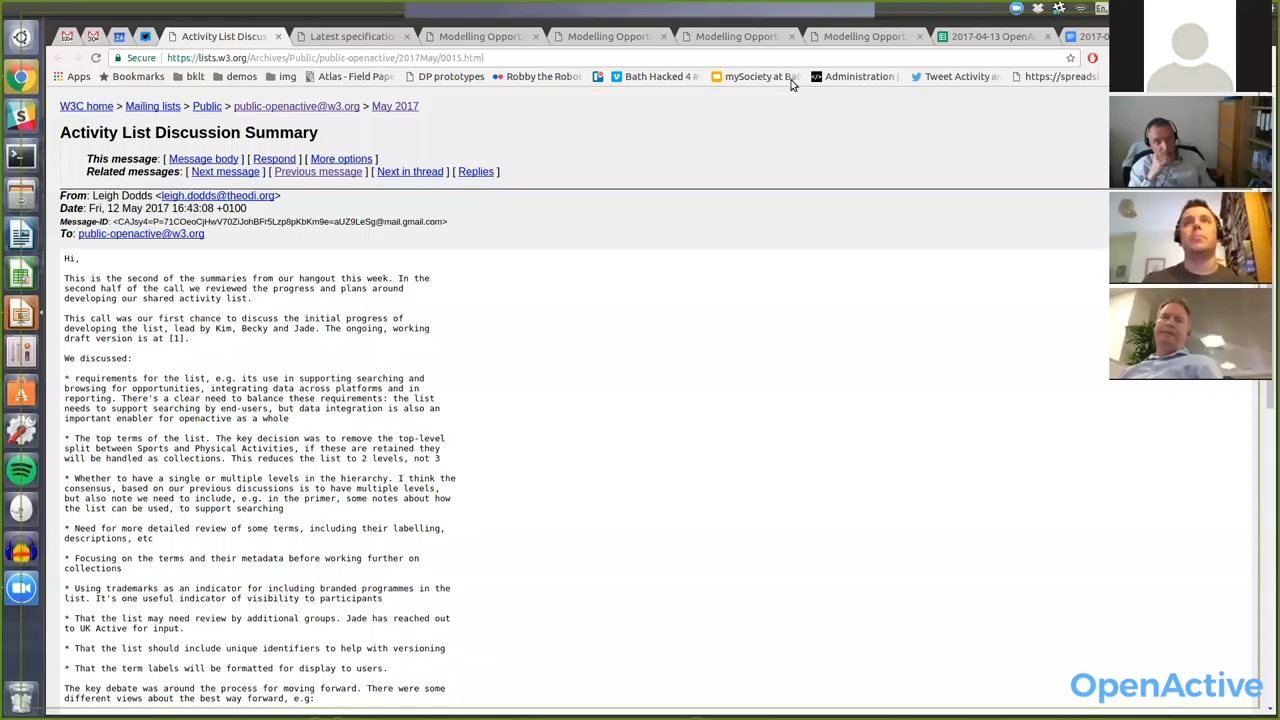 Activity List Discus
Latest specificatio
Modelling Opport
Modelling Opport
Modelling Opport
Modelling Opport
2017-04-13 OpenA
2017-0
Secure
https://lists.w3.org/Archives/Public/public-openactive/2017May/0015.html
Apps
Bookmarks
bklt
demos
img
Atlas - Field Pape
DP prototypes
Robby the Robo
Bath Hacked 4
mySociety at Ba
Administration
Tweet Activity a
https://spreads
En
W3C home > Mailing lists > Public > public-openactive@w3.org > May 2017
Activity List Discussion Summary
This message: [ Message body ] [ Respond ] [ More options ]
Related messages: [ Next message ] [ Previous message ] [ Next in thread ] [ Replies ]
From: Leigh Dodds <leigh.dodds@theodi.org>
Date: Fri, 12 May 2017 16:43:08 +0100
Message-ID: <CAJsy4=P=71COeoCjHwV70ZiJohBFr5Lzp8pKbKm9e=aUZ9LeSg@mail.gmail.com>
To: public-openactive@w3.org
Hi,
This is the second of the summaries from our hangout this week. In the
second half of the call we reviewed the progress and plans around
developing our shared activity list.
This call was our first chance to discuss the initial progress of
developing the list, lead by Kim, Becky and Jade. The ongoing, working
draft version is at [1].
We discussed:
* requirements for the list, e.g. its use in supporting searching and
browsing for opportunities, integrating data across platforms and in
reporting. There's a clear need to balance these requirements: the list
needs to support searching by end-users, but data integration is also an
important enabler for openactive as a whole
* The top terms of the list. The key decision was to remove the top-level
split between Sports and Physical Activities, if these are retained they
will be handled as collections. This reduces the list to 2 levels, not 3
* Whether to have a single or multiple levels in the hierarchy. I think the
consensus, based on our previous discussions is to have multiple levels,
but also note we need to include, e.g. in the primer, some notes about how
the list can be used, to support searching
* Need for more detailed review of some terms, including their labelling,
descriptions, etc
* Focusing on the terms and their metadata before working further on
collections
* Using trademarks as an indicator for including branded programmes in the
list. It's one useful indicator of visibility to participants
* That the list may need review by additional groups. Jade has reached out
to UK Active for input.
* That the list should include unique identifiers to help with versioning
* That the term labels will be formatted for display to users.
The key debate was around the process for moving forward. There were some
different views about the best way forward, e.g:
OpenActive